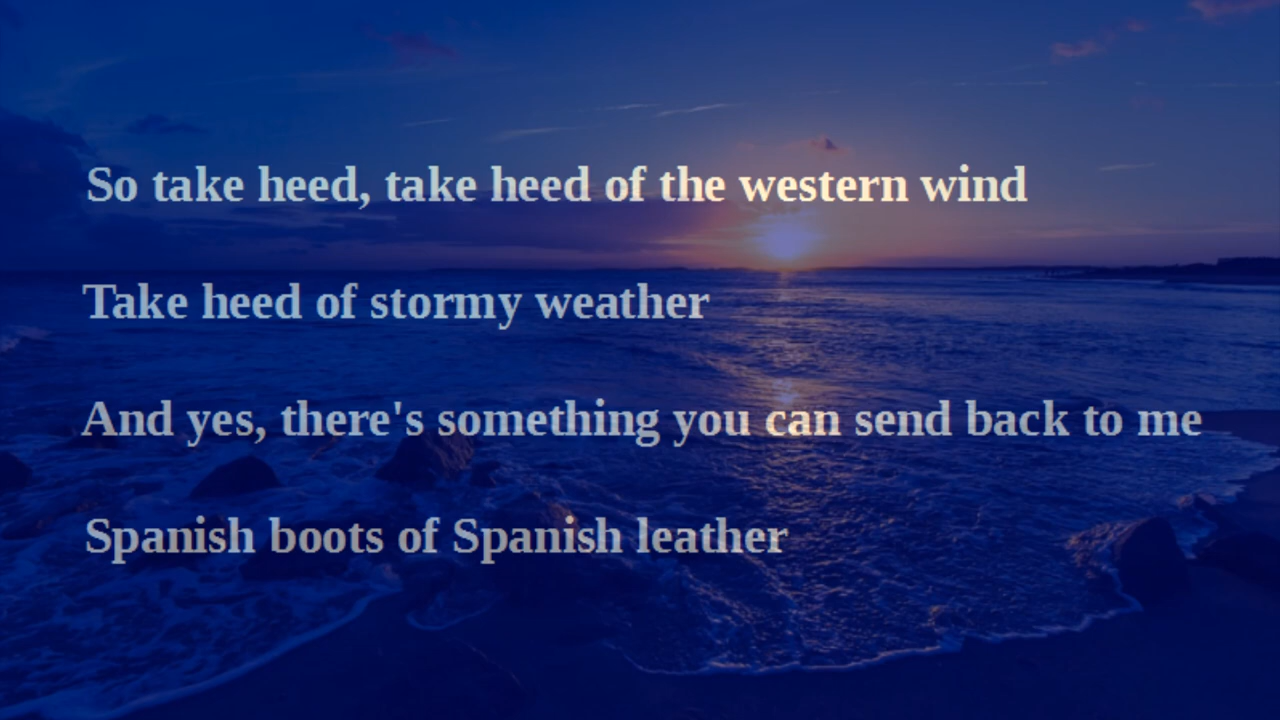 So take heed, take heed of the western wind
Take heed of stormy weather
And yes, there's something you can send back to me
Spanish boots of Spanish leather